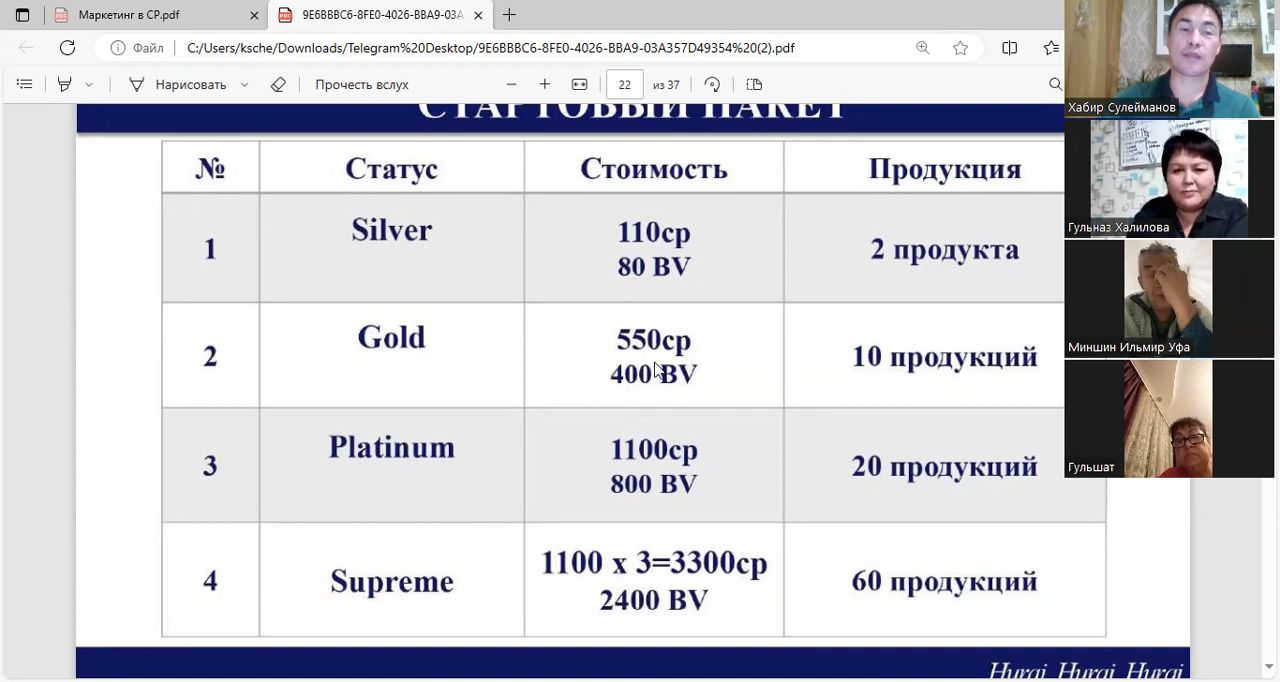 Маркетинг в СР.pdf
9E6BBBC6-8FE0-4026-BBA9-03A
Файл
C:/Users/ksche/Downloads/Telegram%20Desktop/9E6BBBC6-8FE0-4026-BBA9-03A357D49354%20(2).pdf
Нарисовать
Прочесть вслух
22
из 37
СТАРТОВЫЙ ПАКЕТ
№ Статус Стоимость Продукция
1 Silver 110ср
80 BV
2 продукта
2 Gold 550ср
400 BV
10 продукций
3 Platinum 1100ср
800 BV
20 продукций
4 Supreme 1100 x 3=3300ср
2400 BV
60 продукций
Hurai Hurai Hurai
Хабир Сулейманов
Гульназ Халилова
Миншин Ильмир Уфа
Гульшат